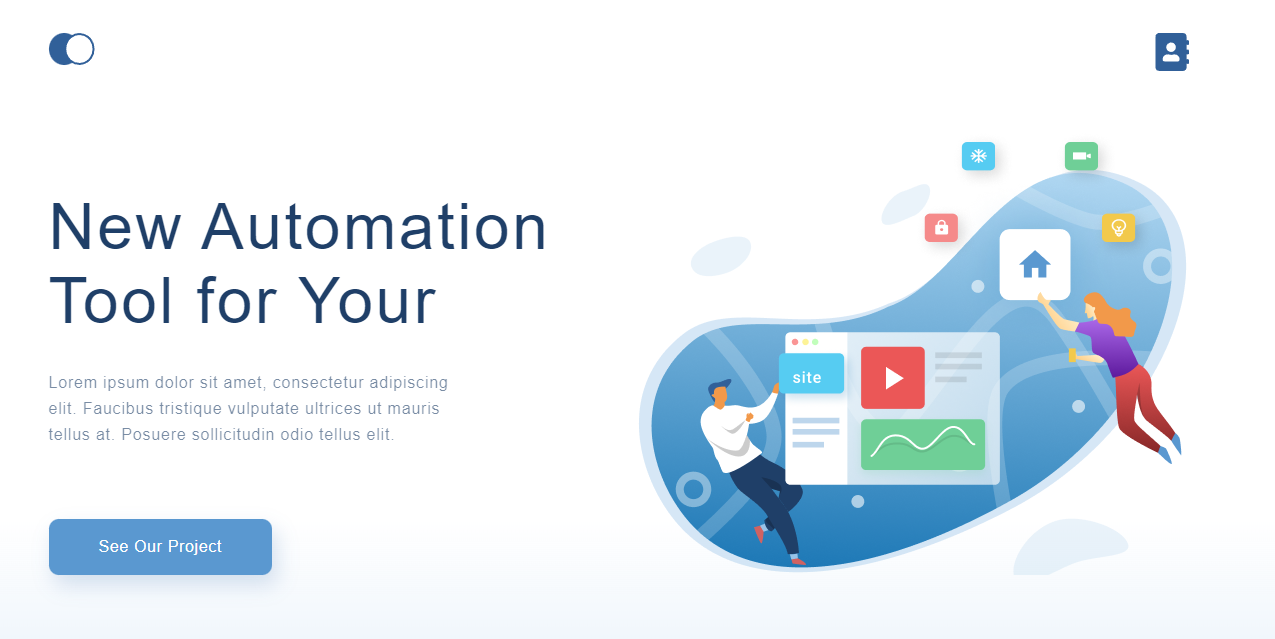 New Automation
Tool for Your
Lorem ipsum dolor sit amet, consectetur adipiscing
elit. Faucibus tristique vulputate ultrices ut mauris
tellus at. Posuere sollicitudin odio tellus elit.
site
See Our Project